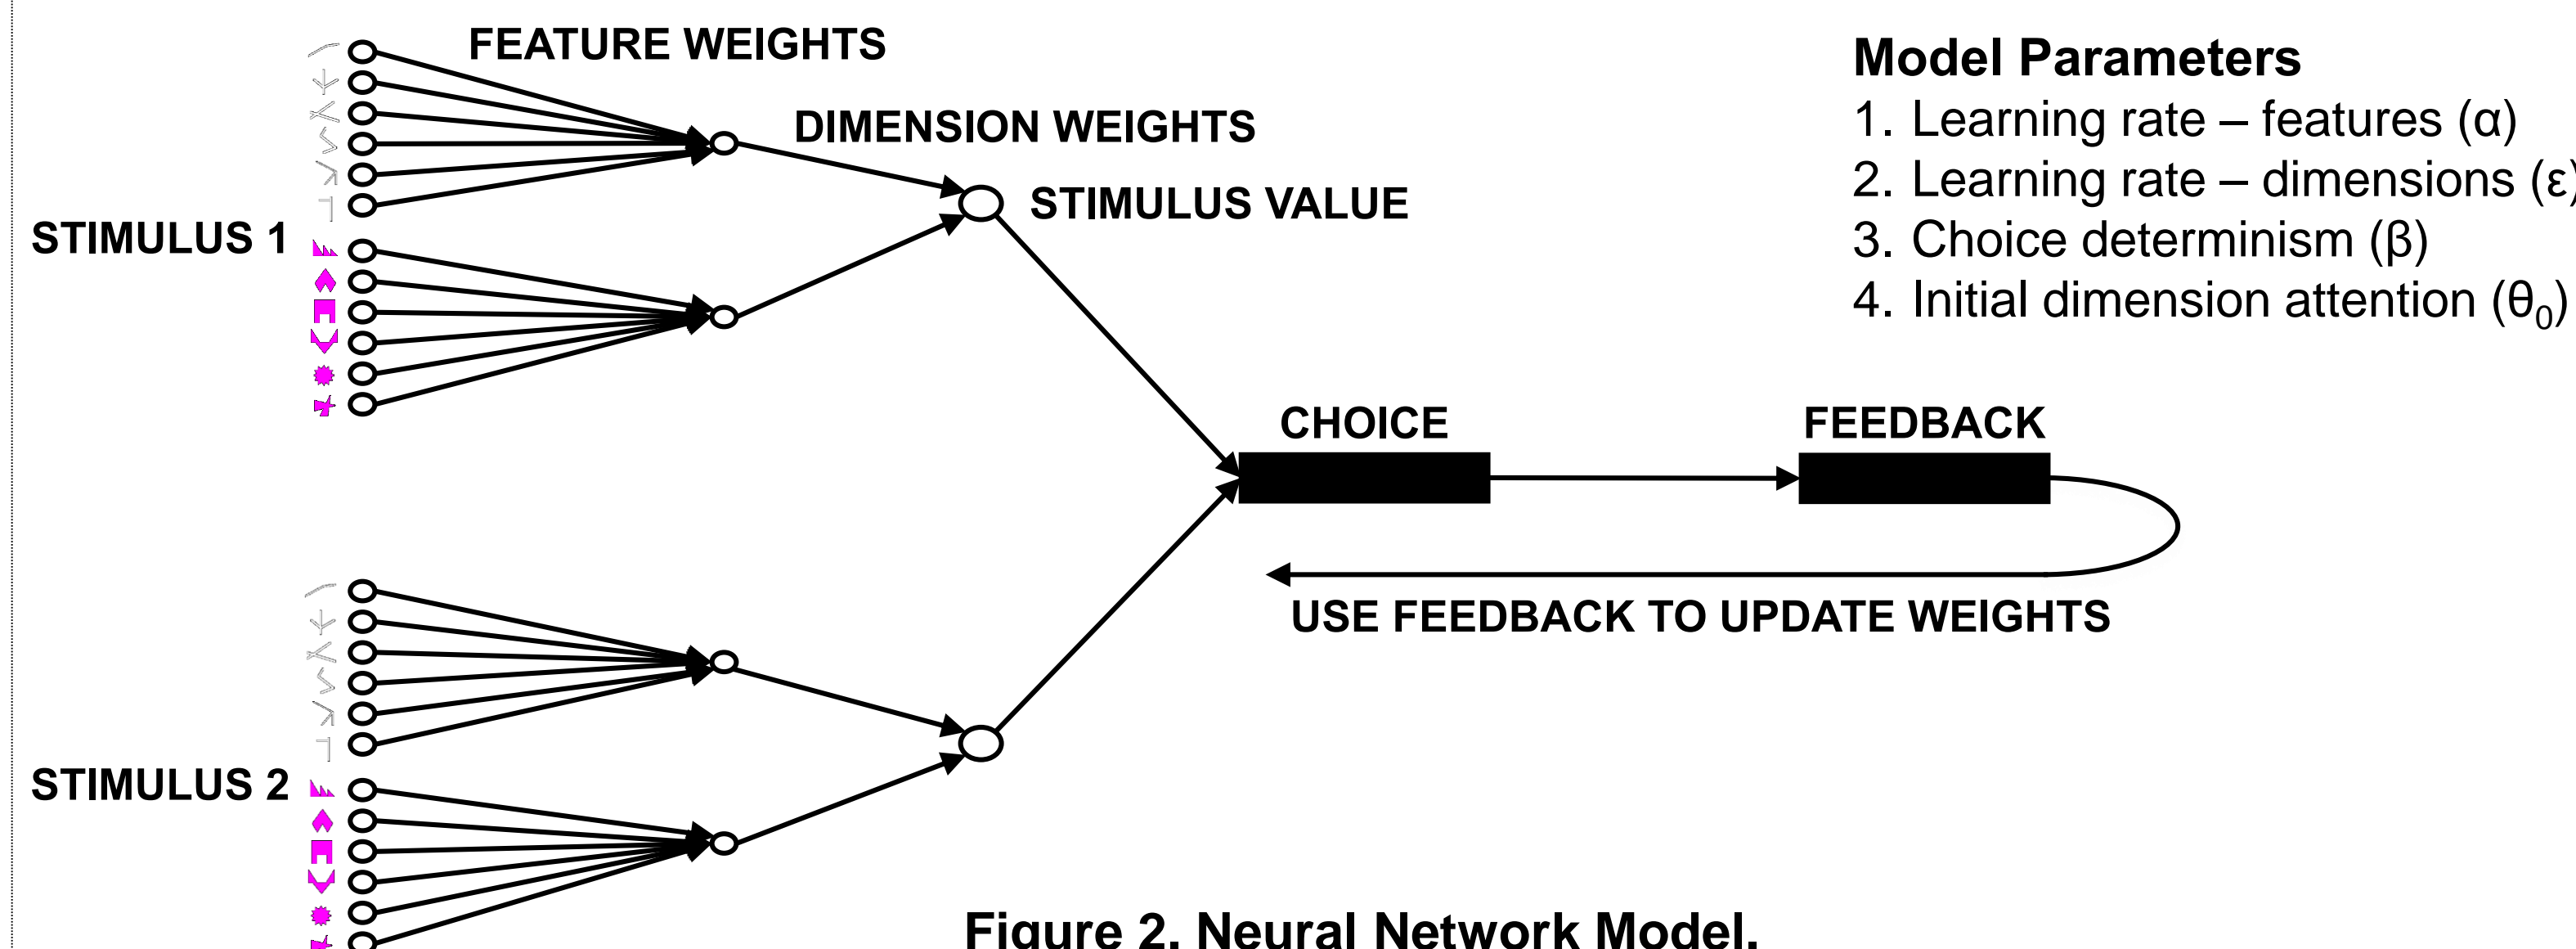 FEATURE WEIGHTS
DIMENSION WEIGHTS
STIMULUS VALUE
STIMULUS 1
Model Parameters
1. Learning rate – features (α)
2. Learning rate – dimensions (ε)
3. Choice determinism (β)
4. Initial dimension attention (θ₀)
CHOICE
FEEDBACK
USE FEEDBACK TO UPDATE WEIGHTS
STIMULUS 2
Figure 2. Neural Network Model.